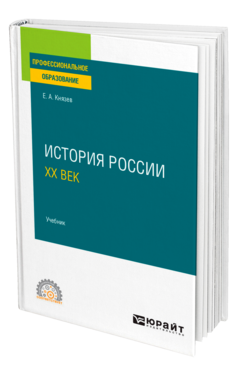 ПРОФЕССИОНАЛЬНОЕ
ОБРАЗОВАНИЕ
Е. А. Князев
ИСТОРИЯ РОССИИ
XX ВЕК
Учебник
юрайт